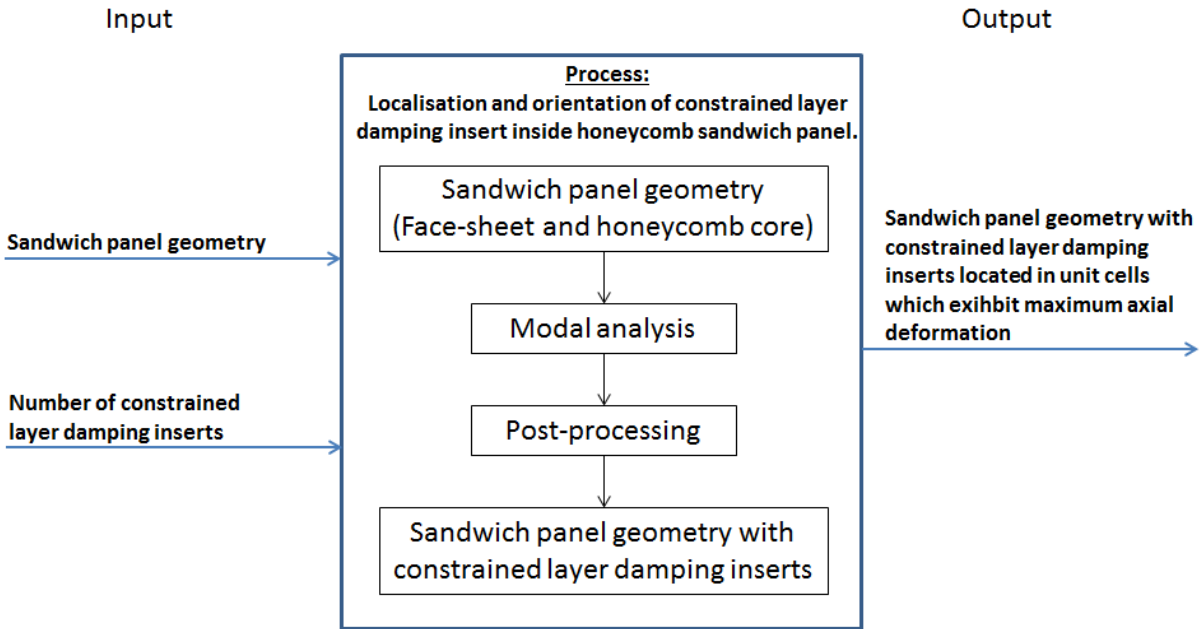 Input
Output
Process:
Localisation and orientation of constrained layer
damping insert inside honeycomb sandwich panel.
Sandwich panel geometry
(Face-sheet and honeycomb core)
Sandwich panel geometry
Modal analysis
Number of constrained
layer damping inserts
Post-processing
Sandwich panel geometry with
constrained layer damping inserts
Sandwich panel geometry with
constrained layer damping
inserts located in unit cells
which exihbit maximum axial
deformation